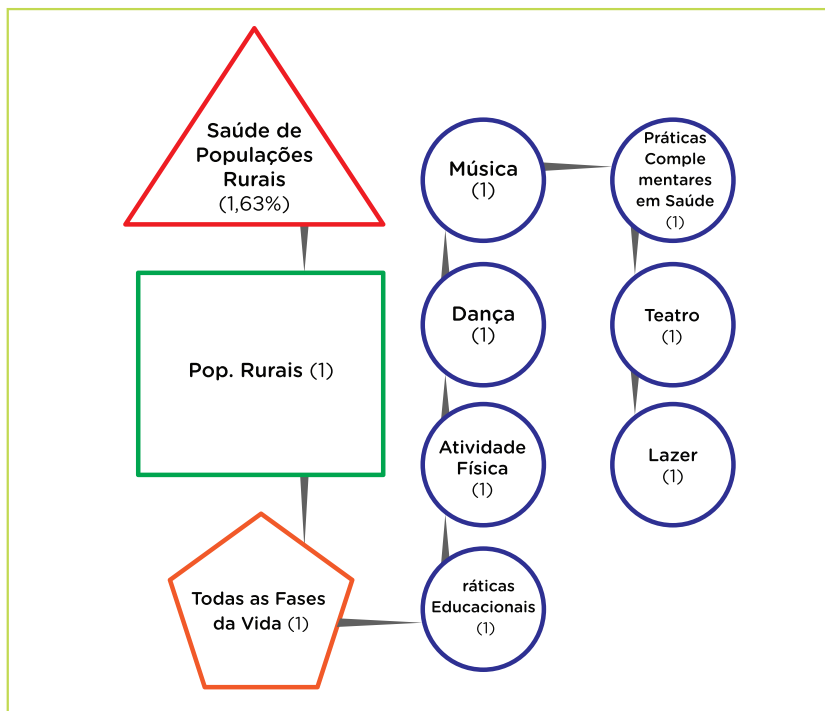 Saúde de
Populações
Rurais
(1,63%)
Pop. Rurais (1)
Todas as Fases
da Vida (1)
ráticas
Educacionais
(1)
Atividade
Física
(1)
Dança
(1)
Música
(1)
Práticas
Comple
mentares
em Saúde
(1)
Teatro
(1)
Lazer
(1)